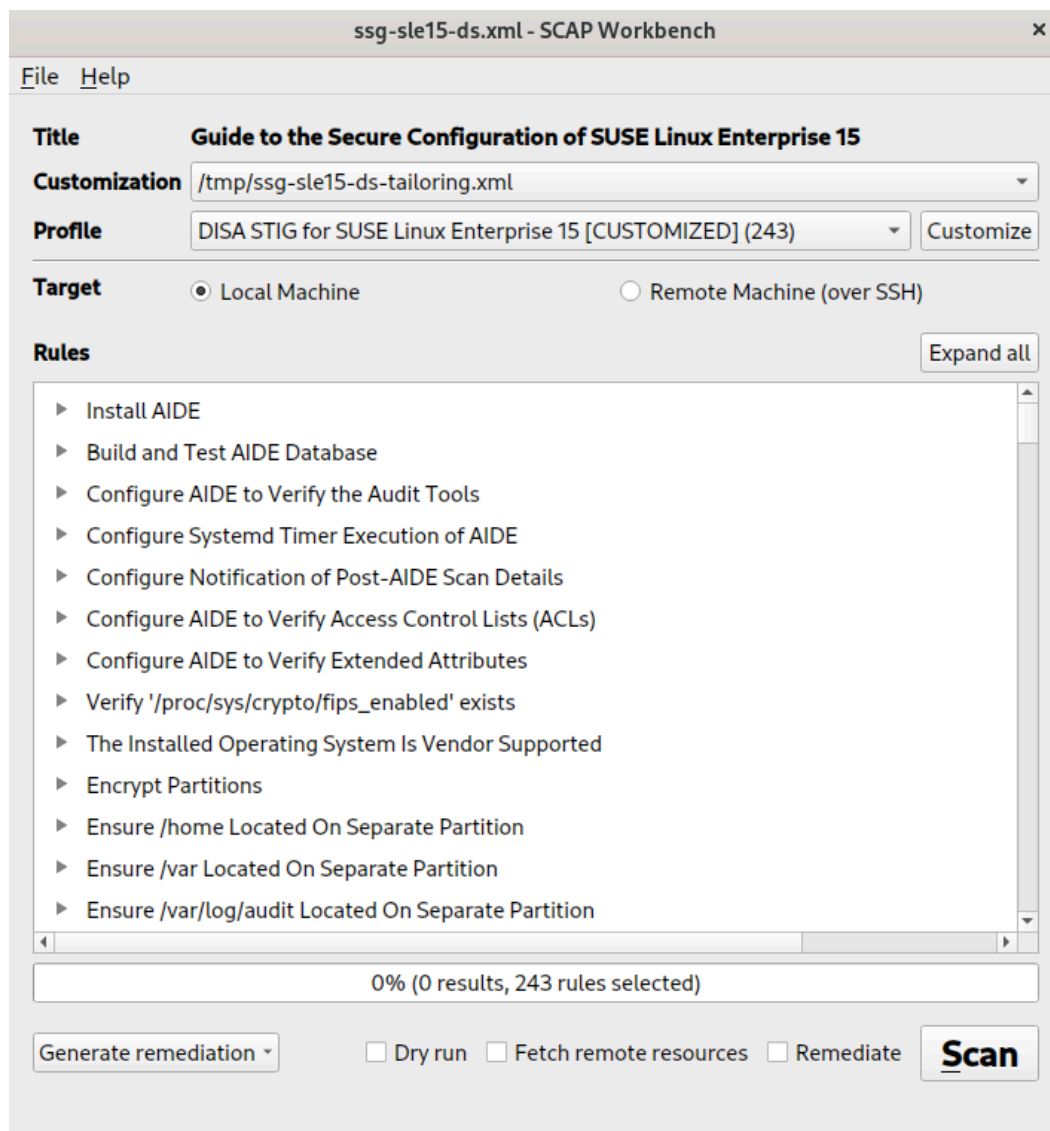 ssg-sle15-ds.xml - SCAP Workbench ×
File Help
Title Guide to the Secure Configuration of SUSE Linux Enterprise 15
Customization /tmp/ssg-sle15-ds-tailoring.xml
Profile DISA STIG for SUSE Linux Enterprise 15 [CUSTOMIZED] (243) Customize
Target Local Machine Remote Machine (over SSH)
Rules Expand all
Install AIDE
Build and Test AIDE Database
Configure AIDE to Verify the Audit Tools
Configure Systemd Timer Execution of AIDE
Configure Notification of Post-AIDE Scan Details
Configure AIDE to Verify Access Control Lists (ACLs)
Configure AIDE to Verify Extended Attributes
Verify '/proc/sys/crypto/fips_enabled' exists
The Installed Operating System Is Vendor Supported
Encrypt Partitions
Ensure /home Located On Separate Partition
Ensure /var Located On Separate Partition
Ensure /var/log/audit Located On Separate Partition
0% (0 results, 243 rules selected)
Generate remediation Dry run Fetch remote resources Remediate Scan